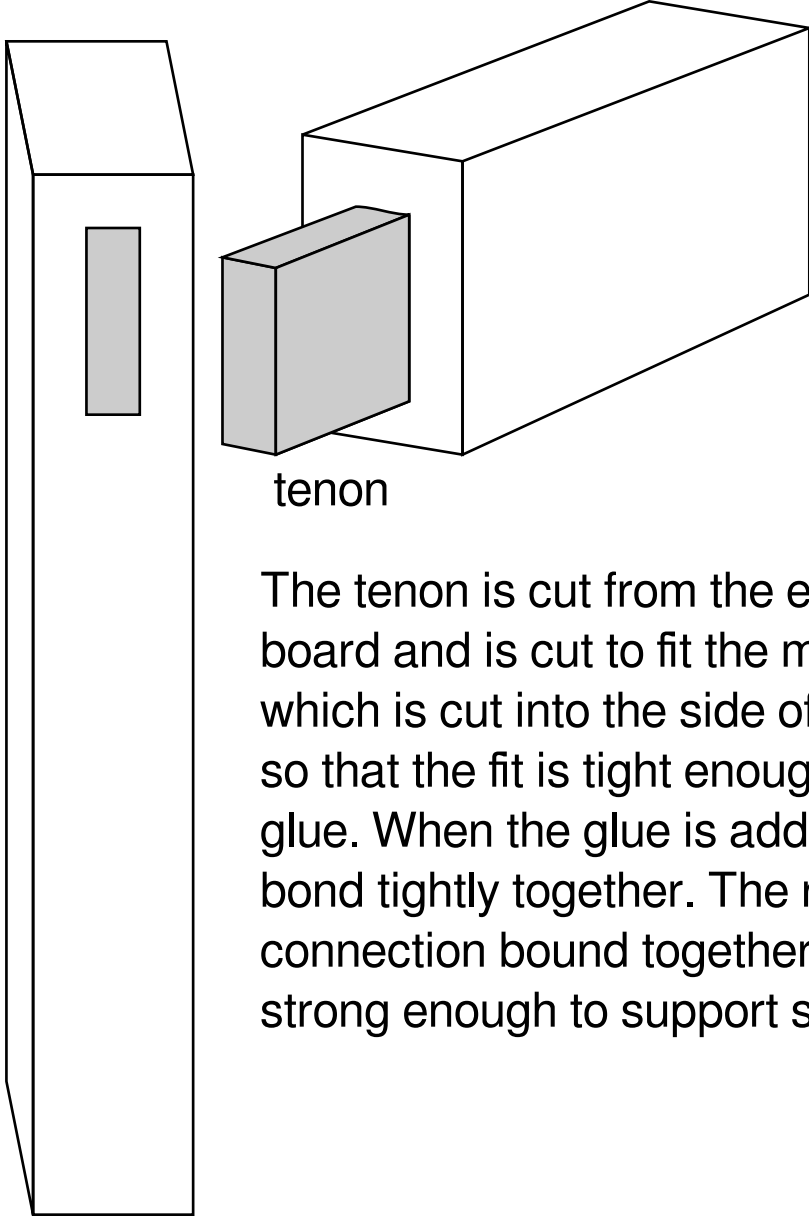 tenon
The tenon is cut from the e
board and is cut to fit the m
which is cut into the side of
so that the fit is tight enoug
glue. When the glue is add
bond tightly together. The
connection bound together
strong enough to support s